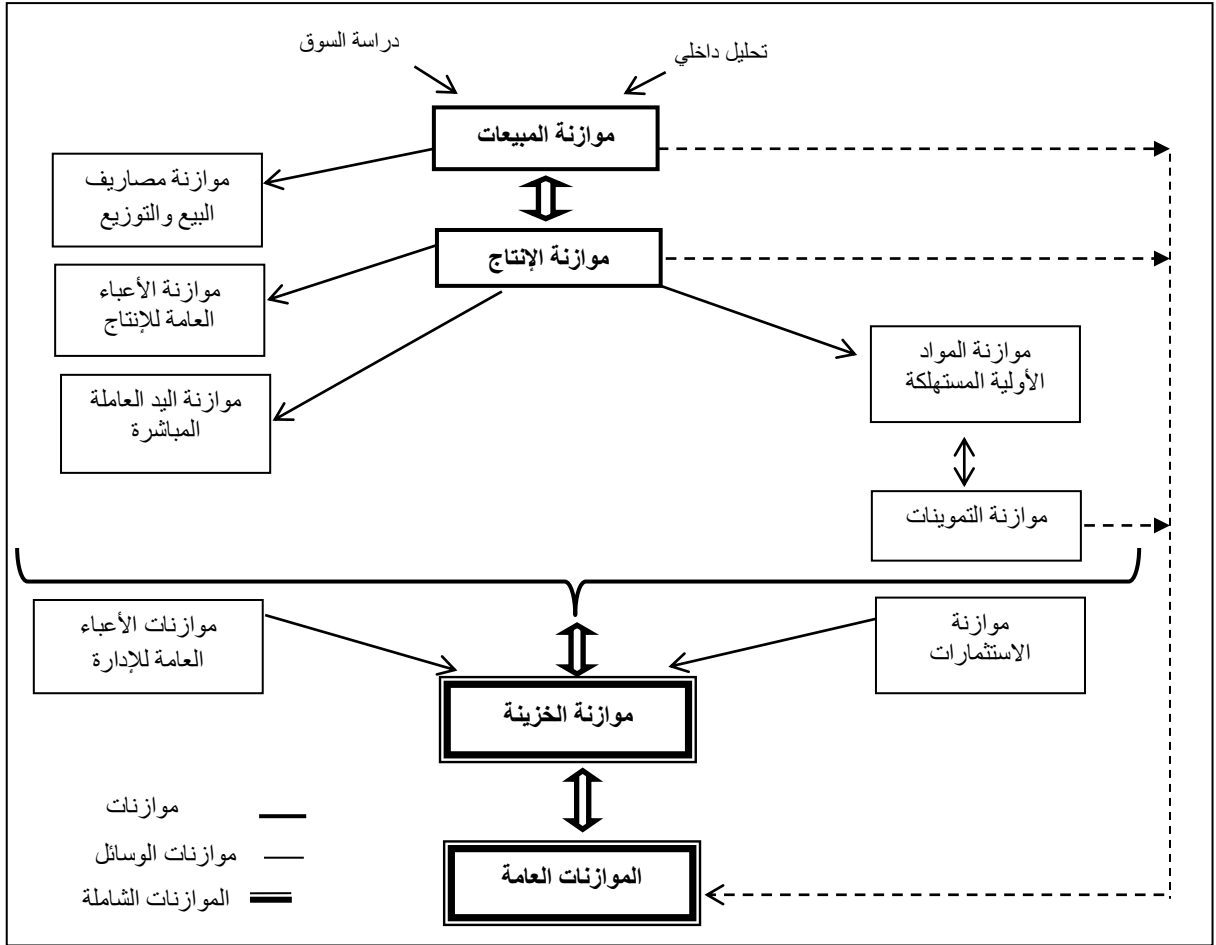 دراسة السوق
تحليل داخلي
موازنة المبيعات
موازنة مصاريف
البيع والتوزيع
موازنة الإنتاج
موازنة الأعباء
العامة للإنتاج
موازنة المواد
الأولية المستهلكة
موازنة اليد العاملة
المباشرة
موازنة التموينات
موازنة
الاستثمارات
موازنات الأعباء
العامة للإدارة
موازنة الخزينة
موازنات
موازنات الوسائل
الموازنات الشاملة
الموازنات العامة